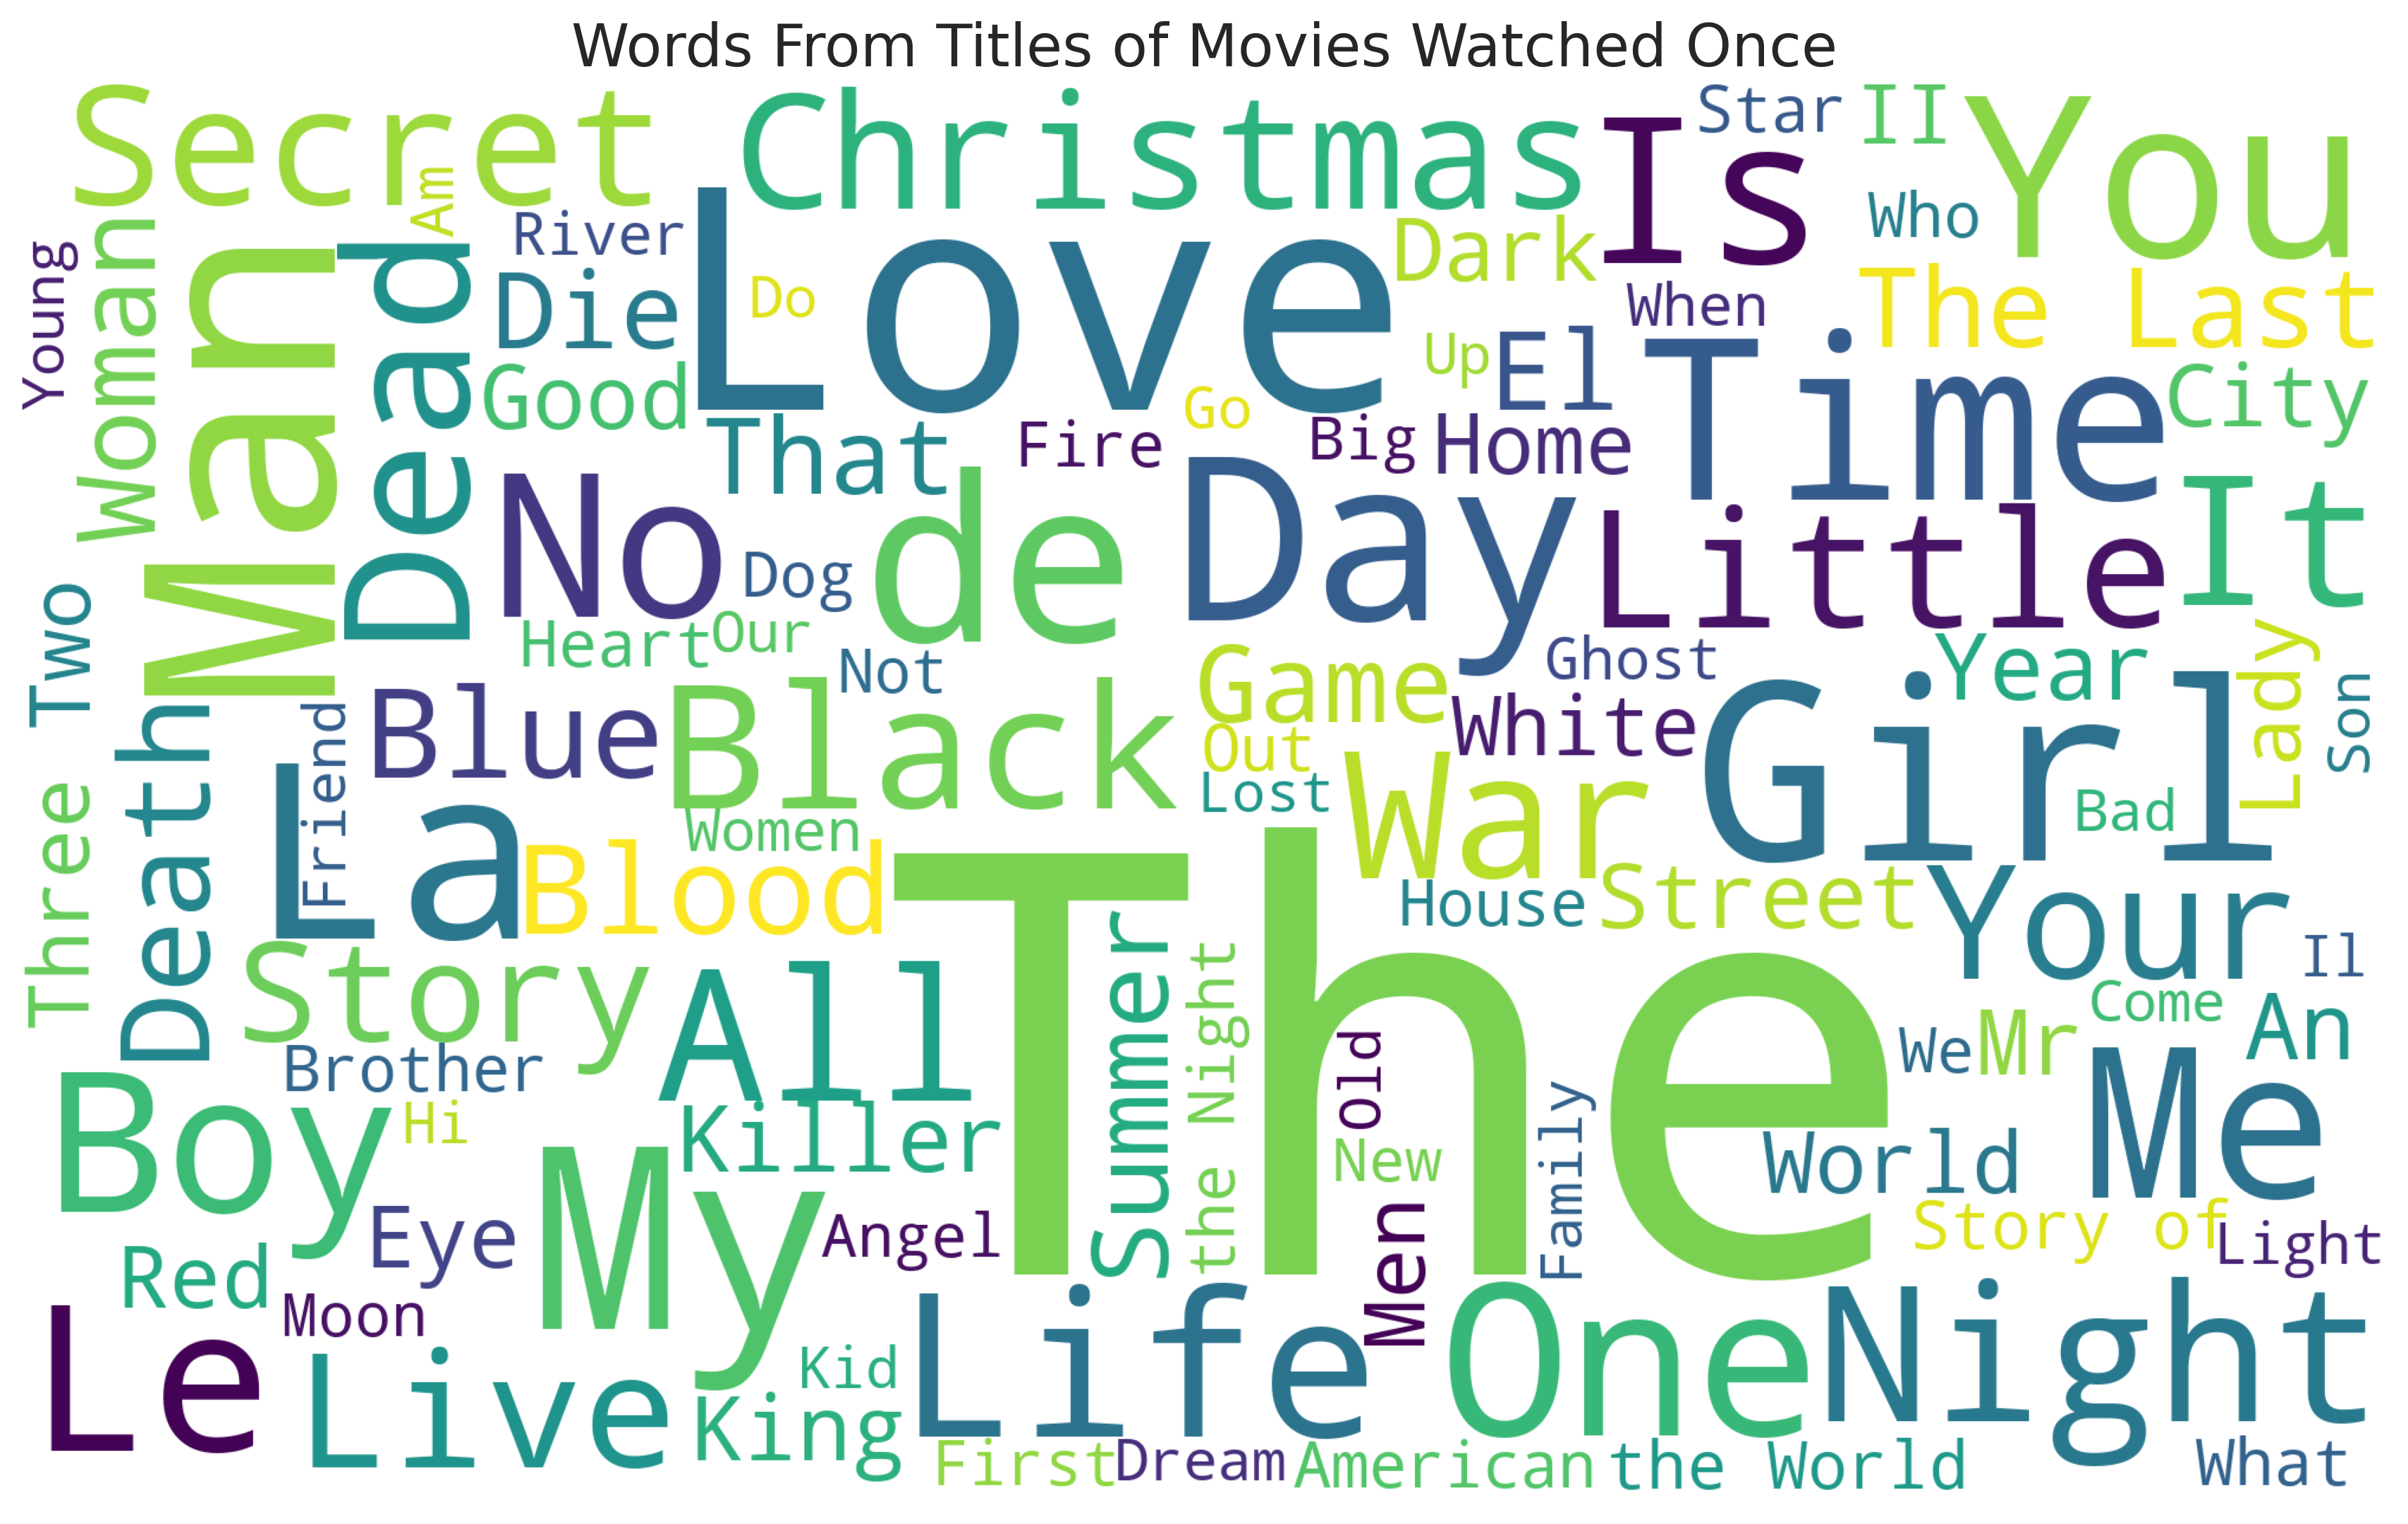 Words From Titles of Movies Watched Once
Secret
Christmas
Is
Star
II
You
Am
Woman
Young
River
Love
Dark
Who
Man
Dead
Die
Do
When
The Last
Good
Up
El
Time
City
Go
That
Fire
Big
Home
No
de
Day
Little
It
Dog
Two
Heart
Our
Not
Game
Ghost
Year
Lady
Son
Death
Friend
Blue
Black
Out
White
Girl
Three
La
Women
Lost
War
Bad
Blood
The
House
Street
Your
Il
Story
All
Summer
the Night
Old
We
Mr
Come
An
Brother
Boy
Hi
Killer
New
Family
World
Me
Eye
My
Angel
Men
Story of
Light
Red
Moon
Le
Live
Kid
King
Life
One
Night
First
Dream
American
the World
What